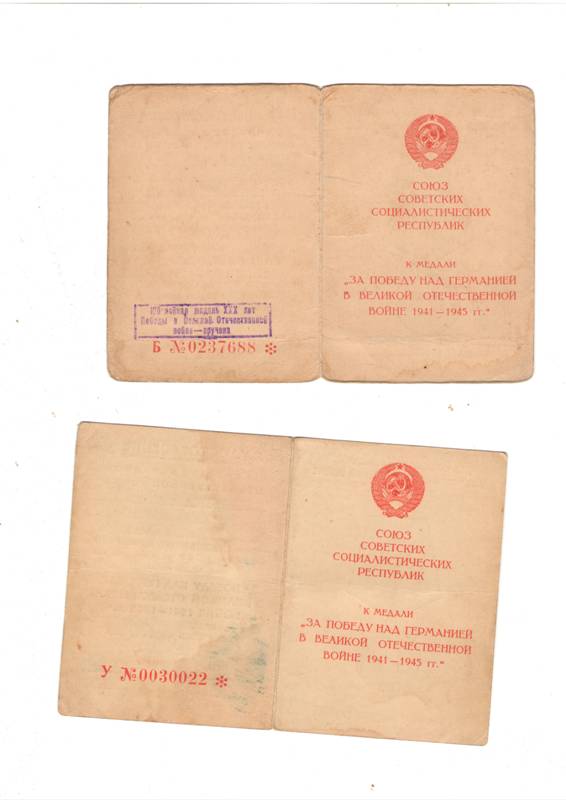 СОЮЗ
СОВЕТСКИХ
СОЦИАЛИСТИЧЕСКИХ
РЕСПУБЛИК
К МЕДАЛИ
„ЗА ПОБЕДУ НАД ГЕРМАНИЕЙ
В ВЕЛИКОЙ ОТЕЧЕСТВЕННОЙ
ВОЙНЕ 1941—1945 гг."
медаль XXX лет
Победы в Великой Отечественной
войне—вручена
Б №0237688 *
СОЮЗ
СОВЕТСКИХ
СОЦИАЛИСТИЧЕСКИХ
РЕСПУБЛИК
К МЕДАЛИ
„ЗА ПОБЕДУ НАД ГЕРМАНИЕЙ
В ВЕЛИКОЙ ОТЕЧЕСТВЕННОЙ
ВОЙНЕ 1941—1945 гг."
У №0030022 *